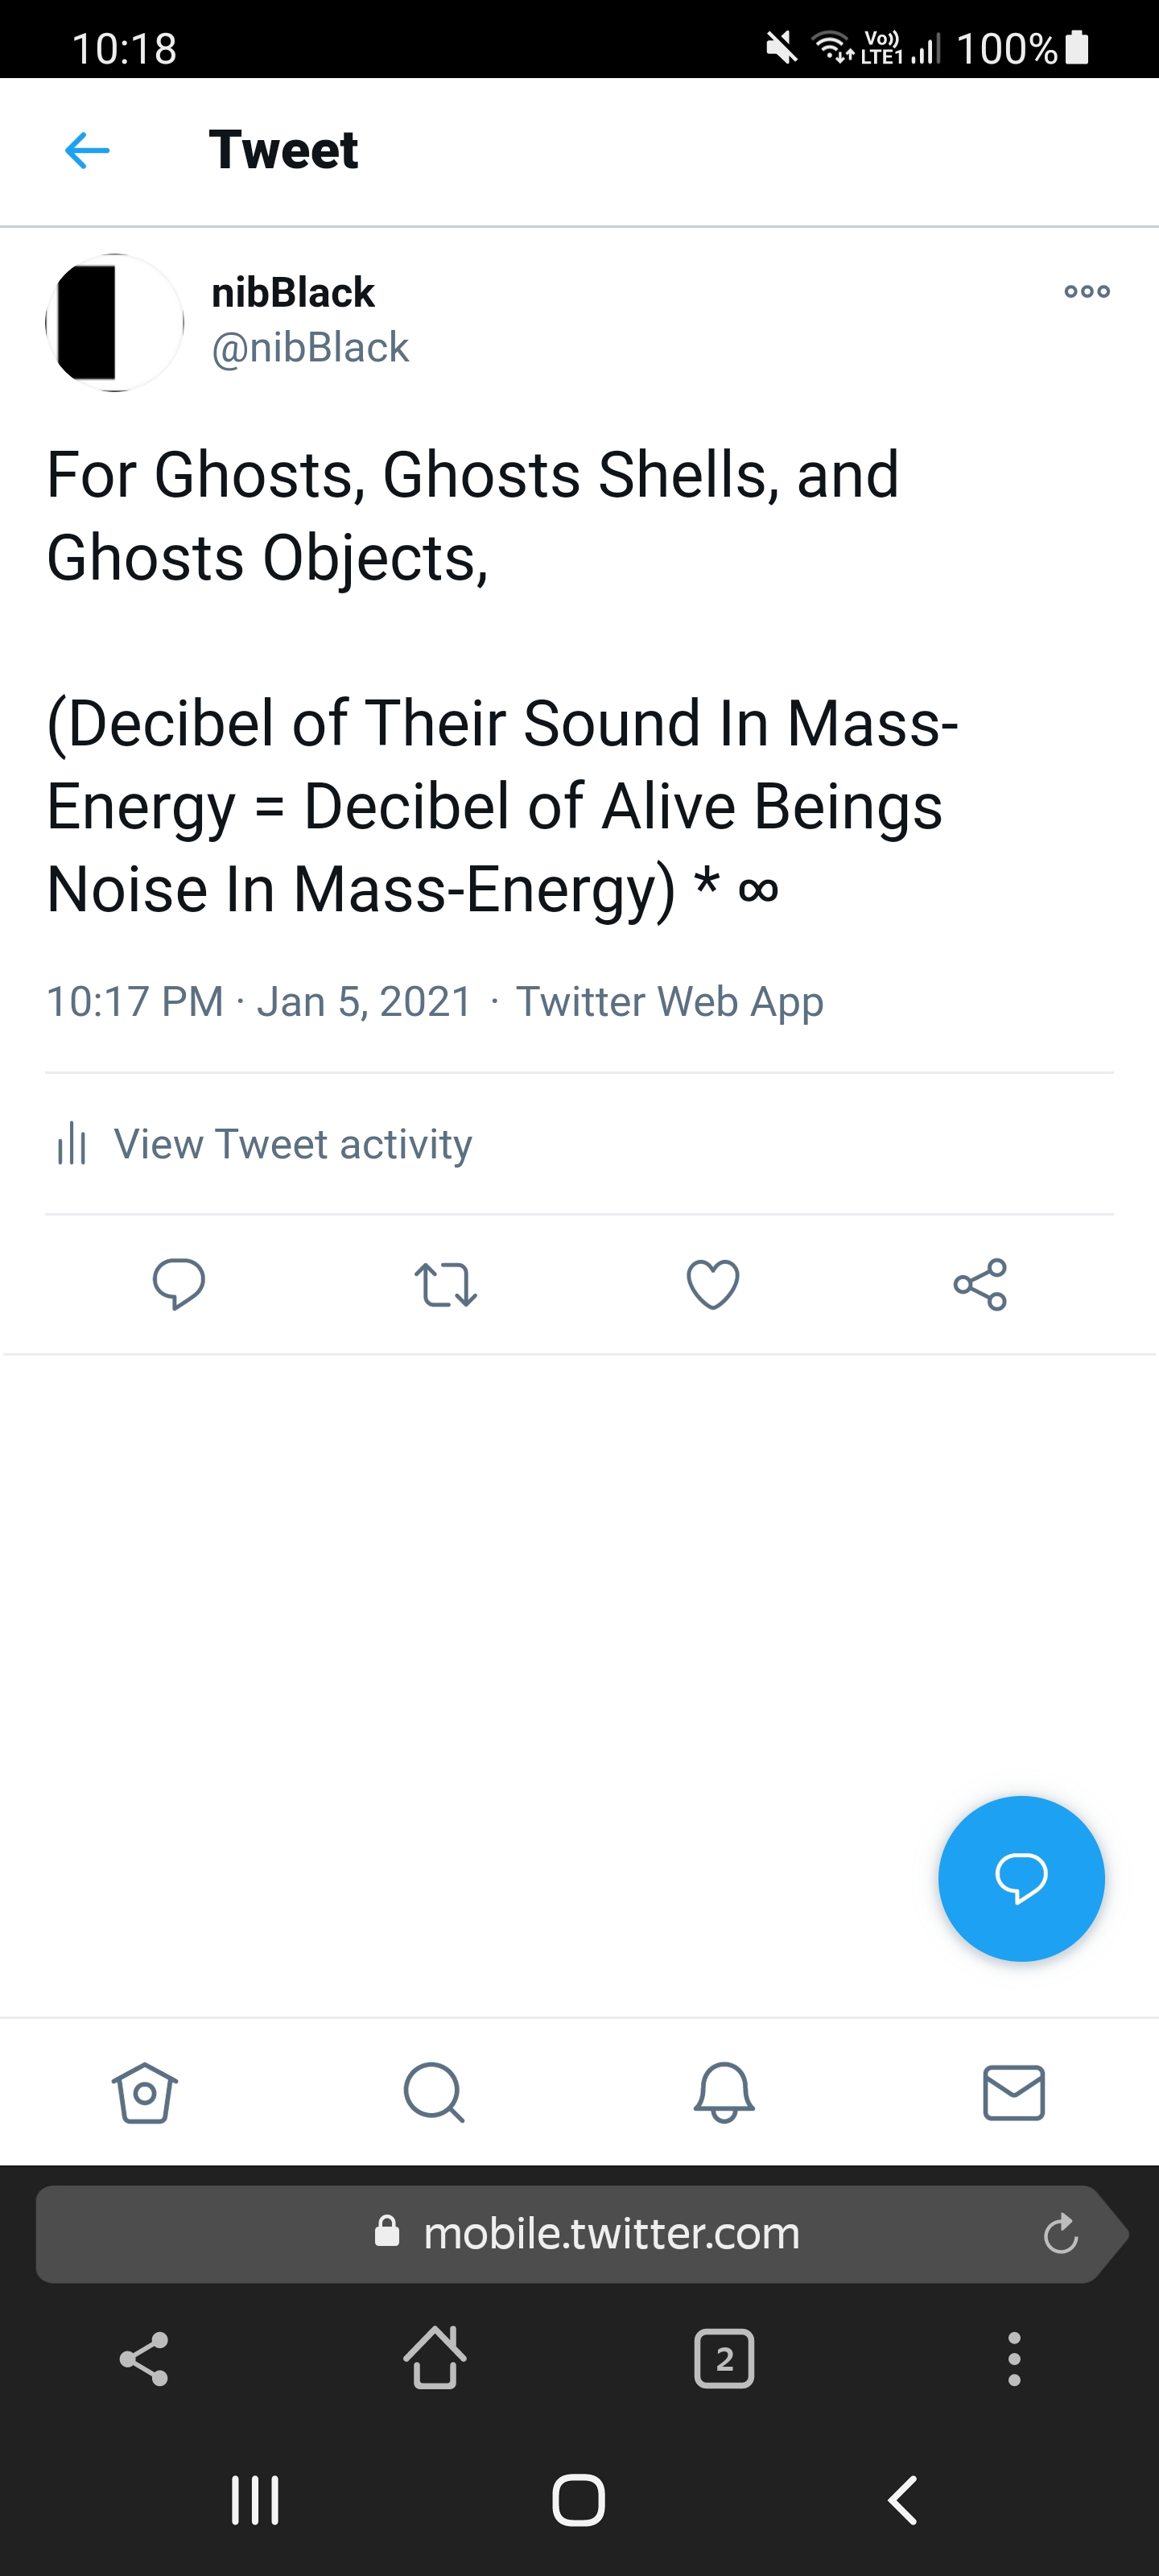 10:18
Vo))
LTE1
100%
Tweet
nibBlack
@nibBlack
For Ghosts, Ghosts Shells, and
Ghosts Objects,
(Decibel of Their Sound In Mass-
Energy = Decibel of Alive Beings
Noise In Mass-Energy) * ∞
10:17 PM · Jan 5, 2021 · Twitter Web App
View Tweet activity
mobile.twitter.com
2